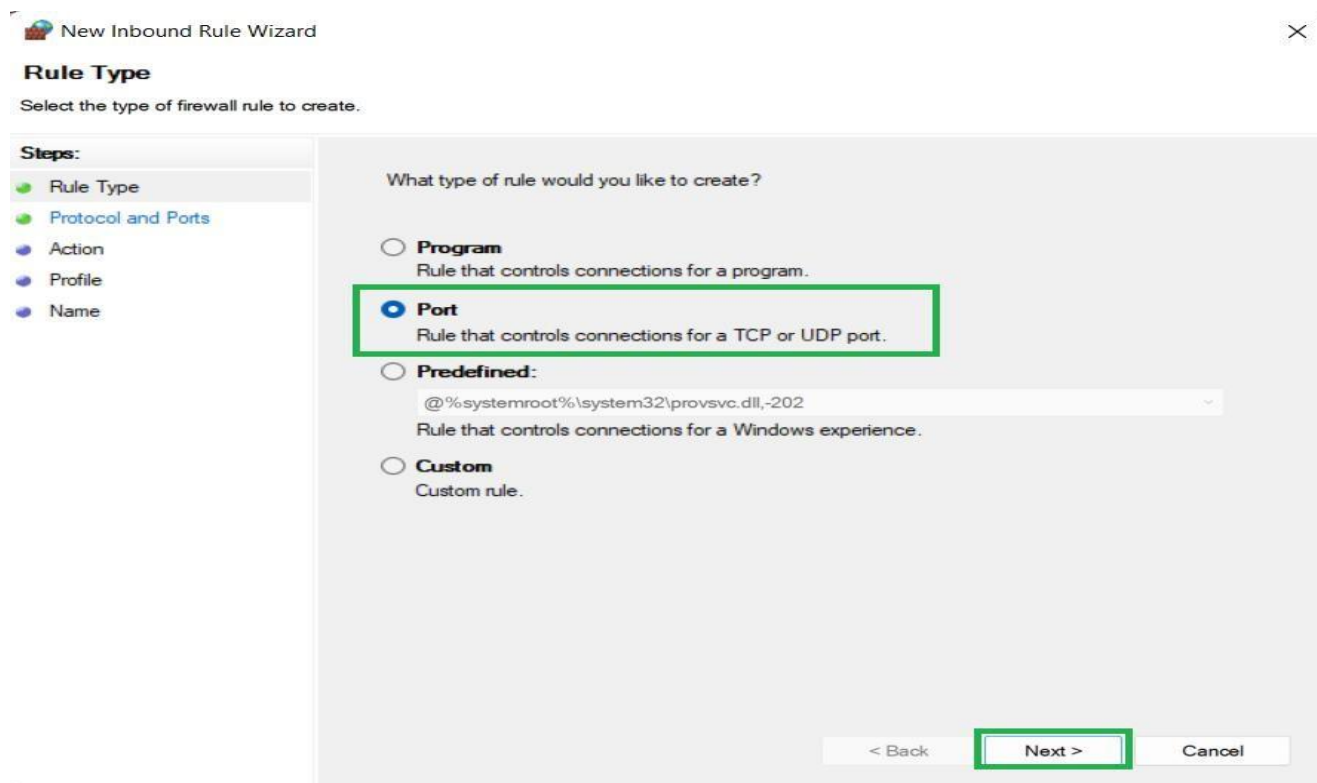 New Inbound Rule Wizard
Rule Type
Select the type of firewall rule to create.
Steps:
Rule Type
Protocol and Ports
Action
Profile
Name
What type of rule would you like to create?
Program
Rule that controls connections for a program.
Port
Rule that controls connections for a TCP or UDP port.
Predefined:
@%systemroot%\system32\provsvc.dll,-202
Rule that controls connections for a Windows experience.
Custom
Custom rule.
< Back Next > Cancel